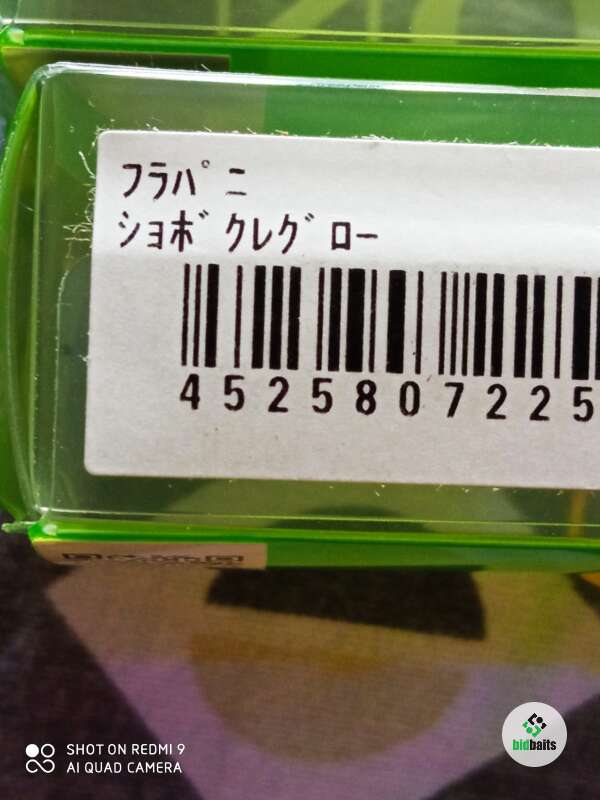 ﾌﾗﾊﾟﾆ
ｼｮﾎﾞｸﾚｸﾞﾛｰ
4525807225
SHOT ON REDMI 9
AI QUAD CAMERA
bidbaits